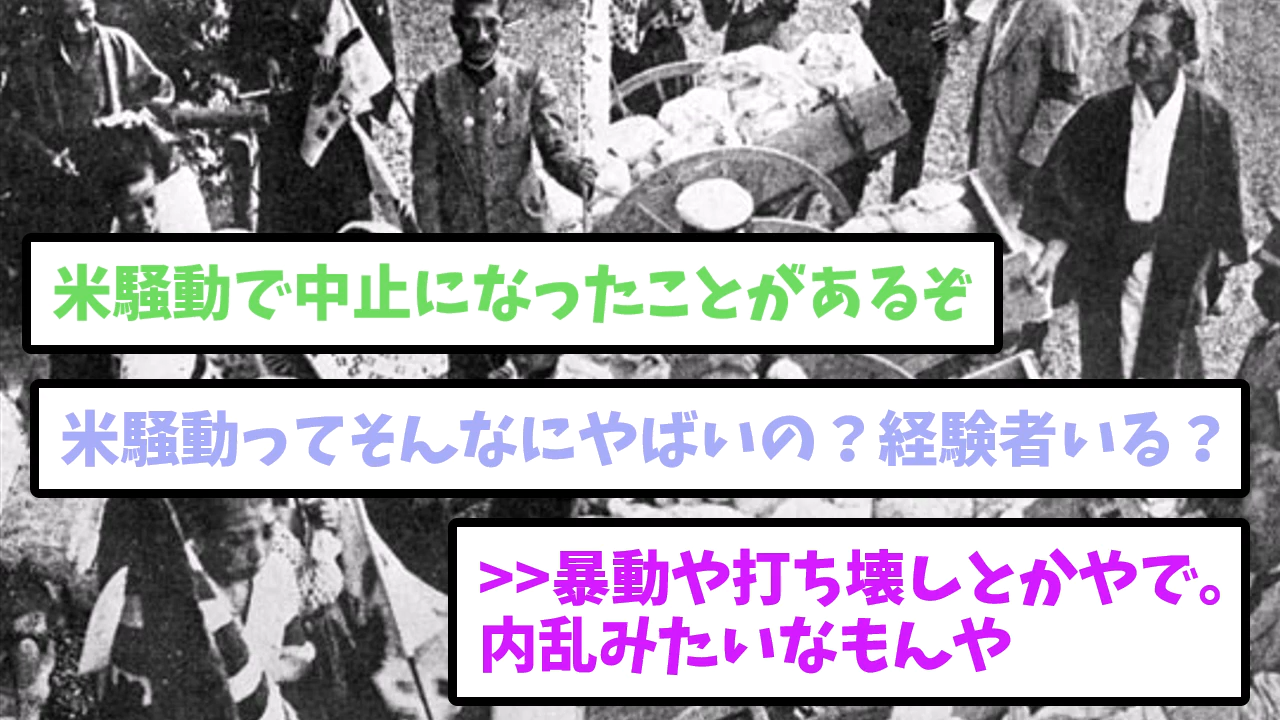 米騒動で中止になったことがあるぞ
米騒動ってそんなにやばいの？経験者いる？
>>暴動や打ち壊しとかやで。
内乱みたいなもんや